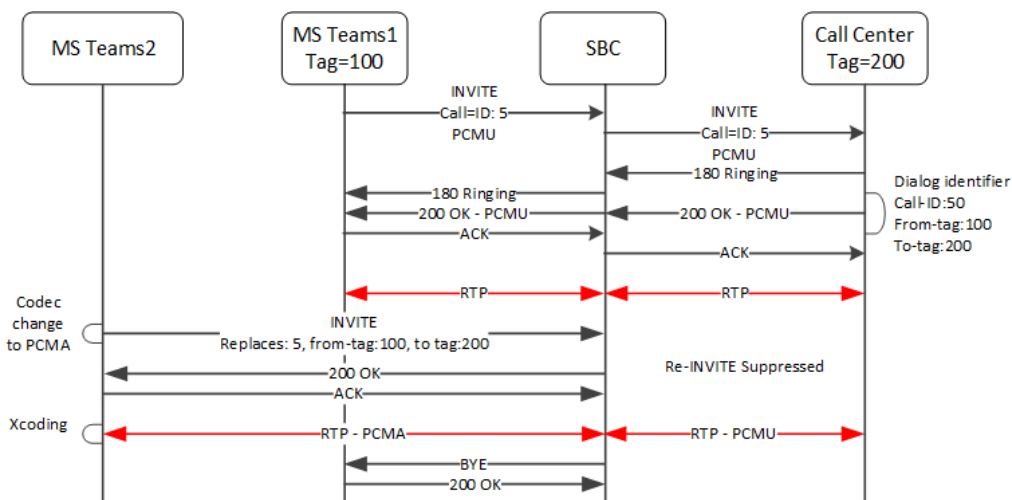 MS Teams2
MS Teams1
Tag=100
SBC
Call Center
Tag=200
INVITE
Call=ID: 5
PCMU
INVITE
Call=ID: 5
PCMU
180 Ringing
180 Ringing
200 OK - PCMU
200 OK - PCMU
ACK
ACK
Dialog identifier
Call-ID:50
From-tag:100
To-tag:200
RTP
RTP
Codec
change
to PCMA
INVITE
Replaces: 5, from-tag:100, to tag:200
200 OK
Re-INVITE Suppressed
ACK
Xcoding
RTP - PCMA
RTP - PCMU
BYE
200 OK